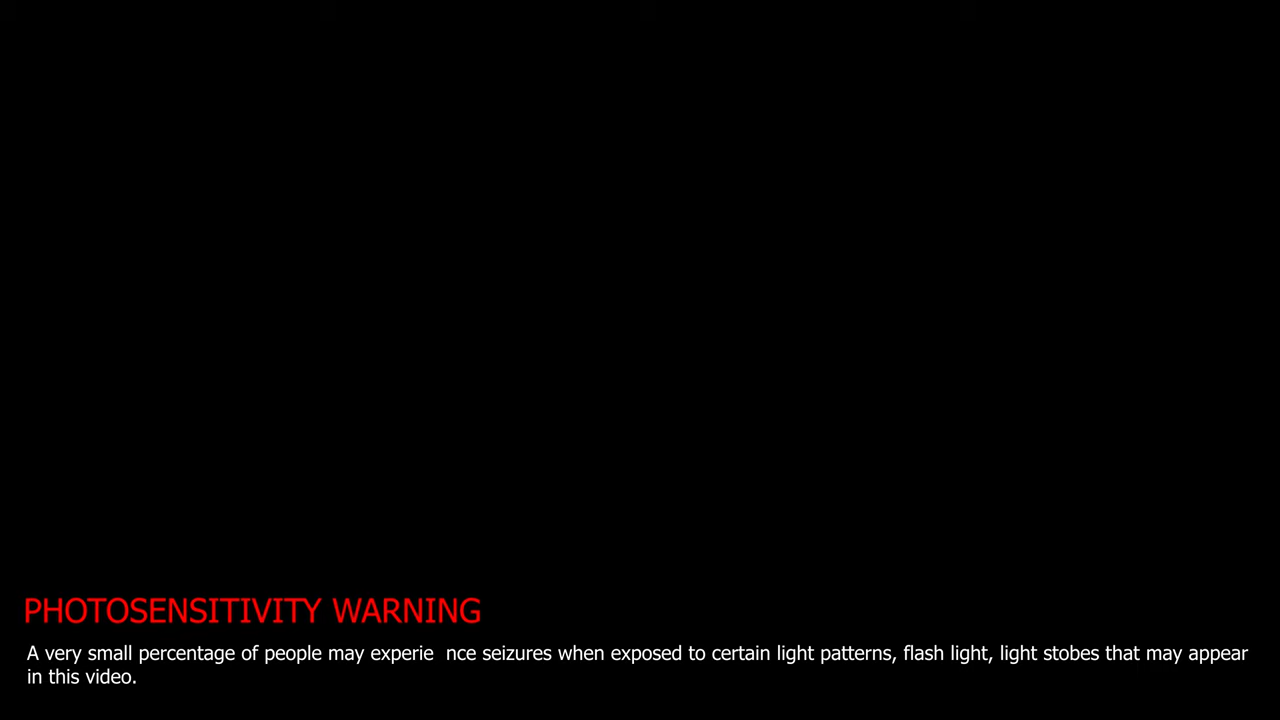 PHOTOSENSITIVITY WARNING
A very small percentage of people may experie  nce seizures when exposed to certain light patterns, flash light, light stobes that may appear
in this video.